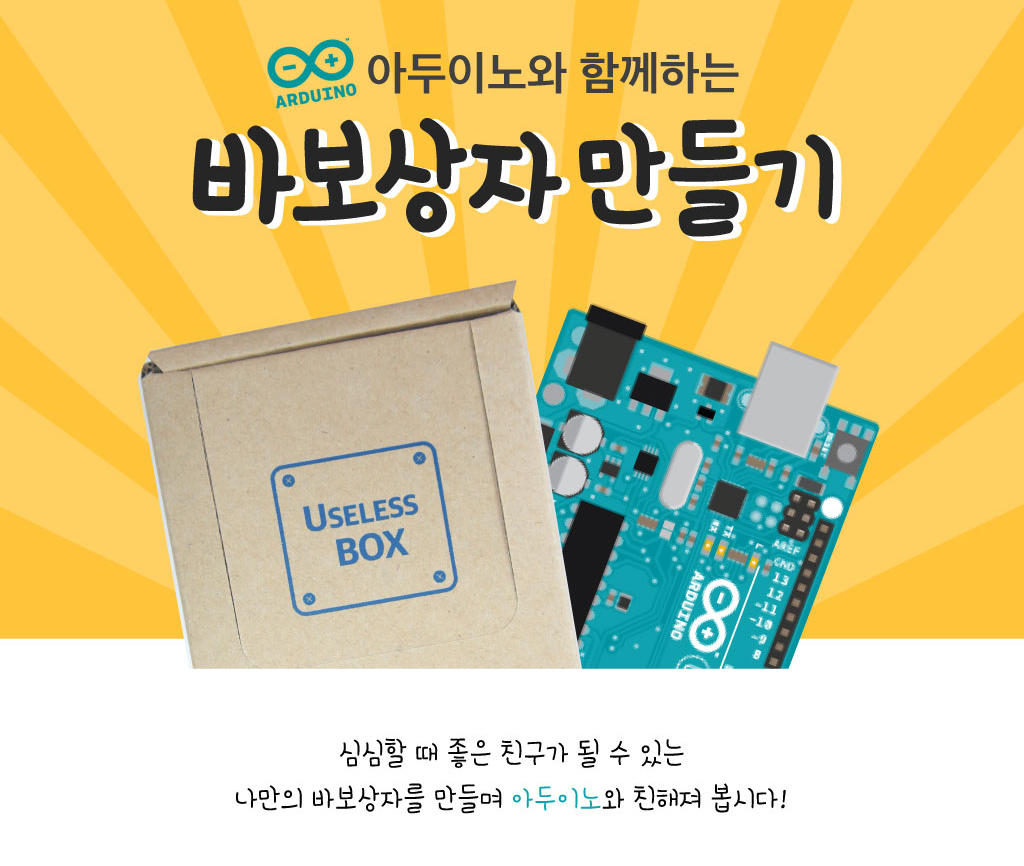 ARDUINO
아두이노와 함께하는
바보상자 만들기
USELESS
BOX
RESET
RX
TX
L
AREF
GND
13
12
~11
~10
~9
8
ARDUINO
심심할 때 좋은 친구가 될 수 있는
나만의 바보상자를 만들며 아두이노와 친해져 봅시다!